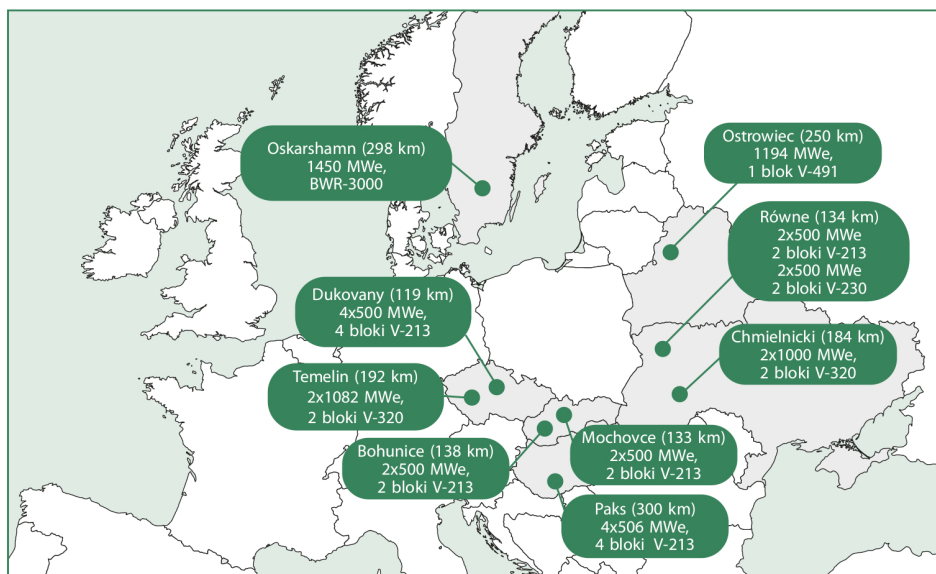 Oskarshamn (298 km)
1450 MWe,
BWR-3000
Ostrowiec (250 km)
1194 MWe,
1 blok V-491
Równe (134 km)
2x500 MWe
2 bloki V-213
2x500 MWe
2 bloki V-230
Dukovany (119 km)
4x500 MWe,
4 bloki V-213
Chmielnicki (184 km)
2x1000 MWe,
2 bloki V-320
Temelin (192 km)
2x1082 MWe,
2 bloki V-320
Bohunice (138 km)
2x500 MWe,
2 bloki V-213
Mochovce (133 km)
2x500 MWe,
2 bloki V-213
Paks (300 km)
4x506 MWe,
4 bloki V-213